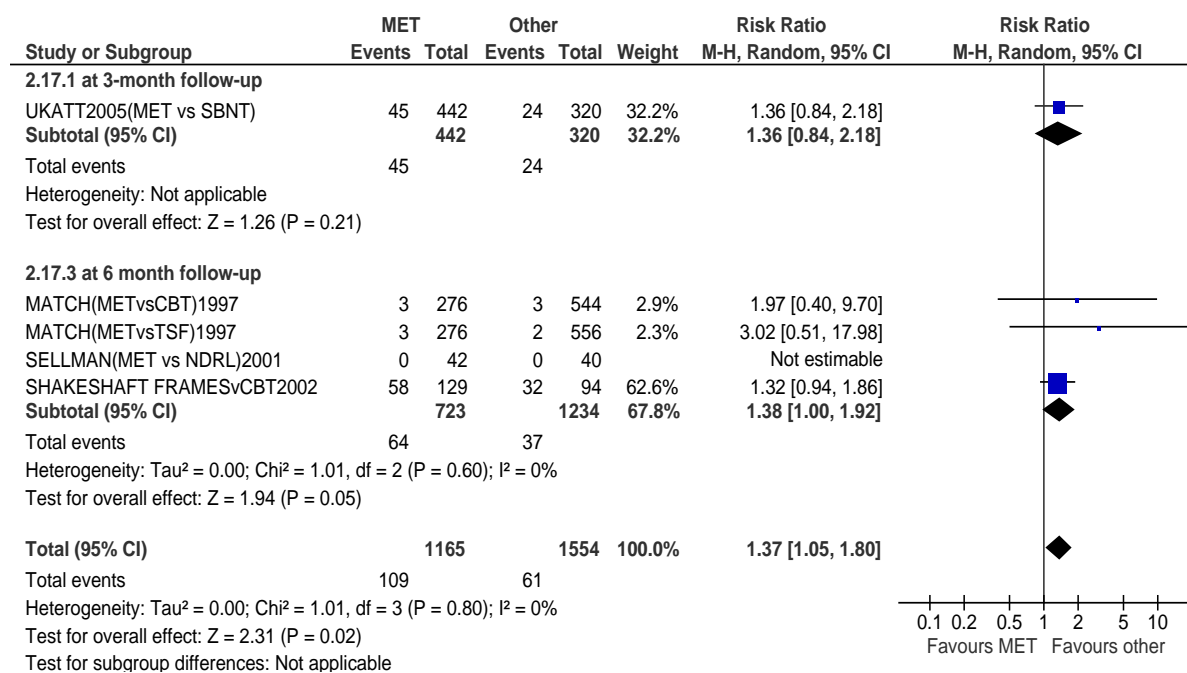 MET Other Risk Ratio Risk Ratio
Study or Subgroup Events Total Events Total Weight M-H, Random, 95% CI M-H, Random, 95% CI
2.17.1 at 3-month follow-up
UKATT2005(MET vs SBNT) 45 442 24 320 32.2% 1.36 [0.84, 2.18]
Subtotal (95% CI) 442 320 32.2% 1.36 [0.84, 2.18]
Total events 45 24
Heterogeneity: Not applicable
Test for overall effect: Z = 1.26 (P = 0.21)
2.17.3 at 6 month follow-up
MATCH(METvsCBT)1997 3 276 3 544 2.9% 1.97 [0.40, 9.70]
MATCH(METvsTSF)1997 3 276 2 556 2.3% 3.02 [0.51, 17.98]
SELLMAN(MET vs NDRL)2001 0 42 0 40 Not estimable
SHAKESHAFT FRAMESvCBT2002 58 129 32 94 62.6% 1.32 [0.94, 1.86]
Subtotal (95% CI) 723 1234 67.8% 1.38 [1.00, 1.92]
Total events 64 37
Heterogeneity: Tau² = 0.00; Chi² = 1.01, df = 2 (P = 0.60); I² = 0%
Test for overall effect: Z = 1.94 (P = 0.05)
Total (95% CI) 1165 1554 100.0% 1.37 [1.05, 1.80]
Total events 109 61
Heterogeneity: Tau² = 0.00; Chi² = 1.01, df = 3 (P = 0.80); I² = 0%
Test for overall effect: Z = 2.31 (P = 0.02)
Test for subgroup differences: Not applicable
0.1 0.2 0.5 1 2 5 10
Favours MET Favours other